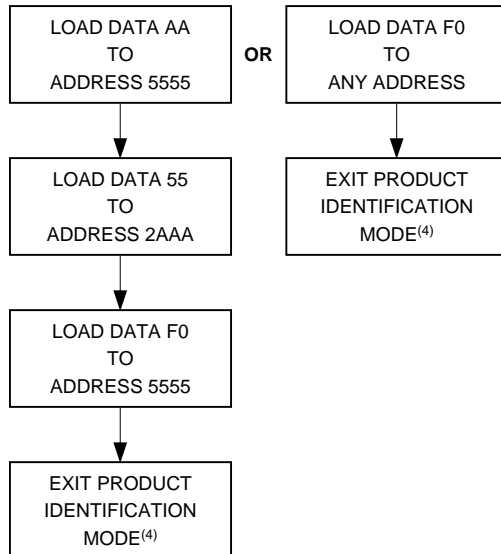 LOAD DATA AA
TO
ADDRESS 5555
LOAD DATA 55
TO
ADDRESS 2AAA
LOAD DATA F0
TO
ADDRESS 5555
EXIT PRODUCT
IDENTIFICATION
MODE(4)
OR
LOAD DATA F0
TO
ANY ADDRESS
EXIT PRODUCT
IDENTIFICATION
MODE(4)